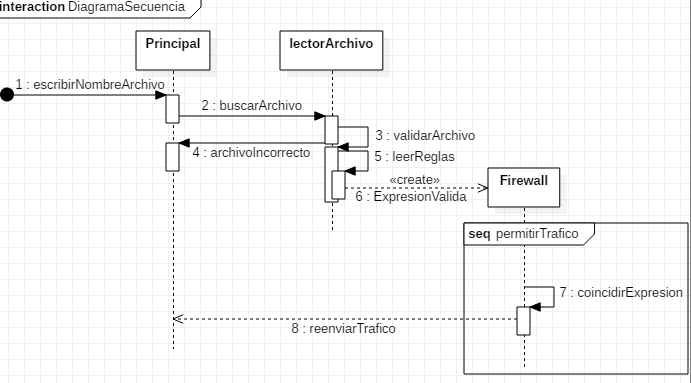 interaction DiagramaSecuencia
Principal
lectorArchivo
1 : escribirNombreArchivo
2 : buscarArchivo
3 : validarArchivo
4 : archivoIncorrecto
5 : leerReglas
«create»
6 : ExpresionValida
Firewall
seq permitirTrafico
7 : coincidirExpresion
8 : reenviarTrafico